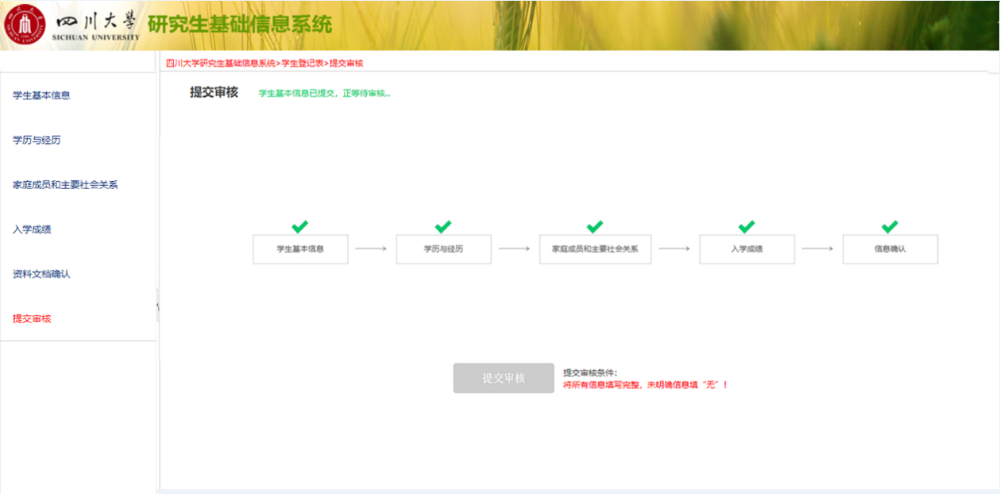 四川大學
SICHUAN UNIVERSITY
研究生基础信息系统
四川大学研究生基础信息系统>学生登记表>提交审核
学生基本信息
学历与经历
家庭成员和主要社会关系
入学成绩
资料文档确认
提交审核
提交审核 学生基本信息已提交，正等待审核...
学生基本信息
学历与经历
家庭成员和主要社会关系
入学成绩
信息确认
提交审核
提交审核条件：
将所有信息填写完整，未明确信息填“无”！